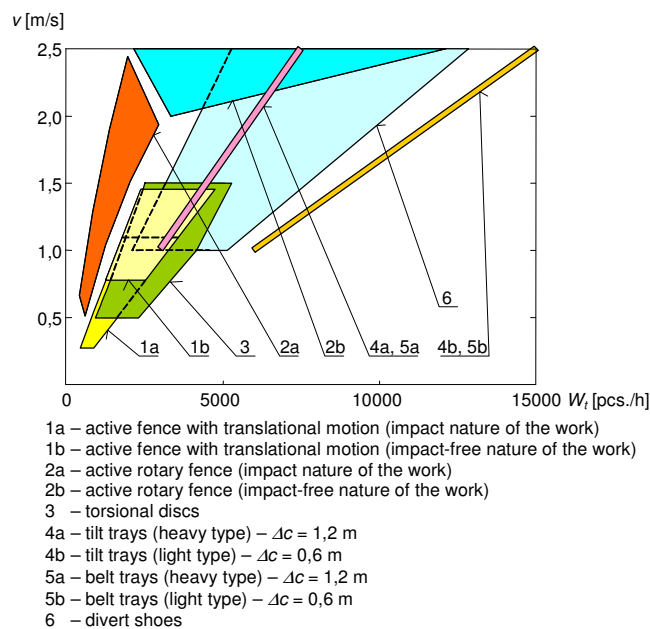 v [m/s]
2,5
2,0
1,5
1,0
0,5
6
1a 1b 3 2a 2b 4a, 5a 4b, 5b
0 5000 10000 15000 Wt [pcs./h]
1a – active fence with translational motion (impact nature of the work)
1b – active fence with translational motion (impact-free nature of the work)
2a – active rotary fence (impact nature of the work)
2b – active rotary fence (impact-free nature of the work)
3 – torsional discs
4a – tilt trays (heavy type) – Δc = 1,2 m
4b – tilt trays (light type) – Δc = 0,6 m
5a – belt trays (heavy type) – Δc = 1,2 m
5b – belt trays (light type) – Δc = 0,6 m
6 – divert shoes